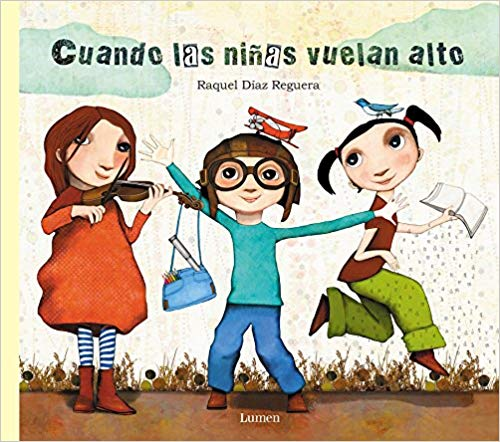 Cuando las niñas vuelan alto
Raquel Díaz Reguera
Lumen